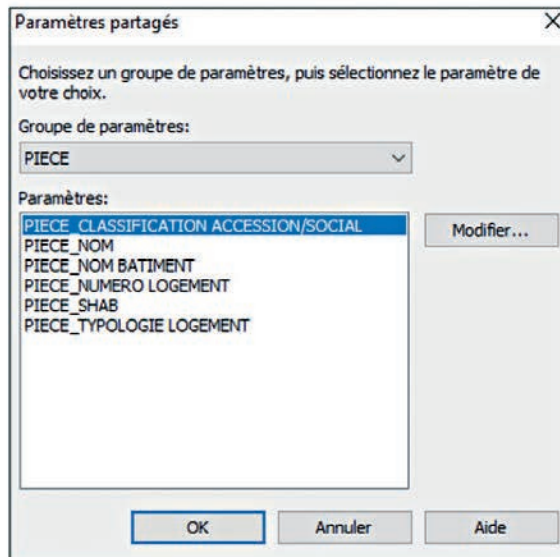 Paramètres partagés
Choisissez un groupe de paramètres, puis sélectionnez le paramètre de
votre choix.
Groupe de paramètres:
PIECE
Paramètres:
PIECE_CLASSIFICATION ACCESSION/SOCIAL
PIECE_NOM
PIECE_NOM BATIMENT
PIECE_NUMERO LOGEMENT
PIECE_SHAB
PIECE_TYPOLOGIE LOGEMENT
Modifier...
OK
Annuler
Aide